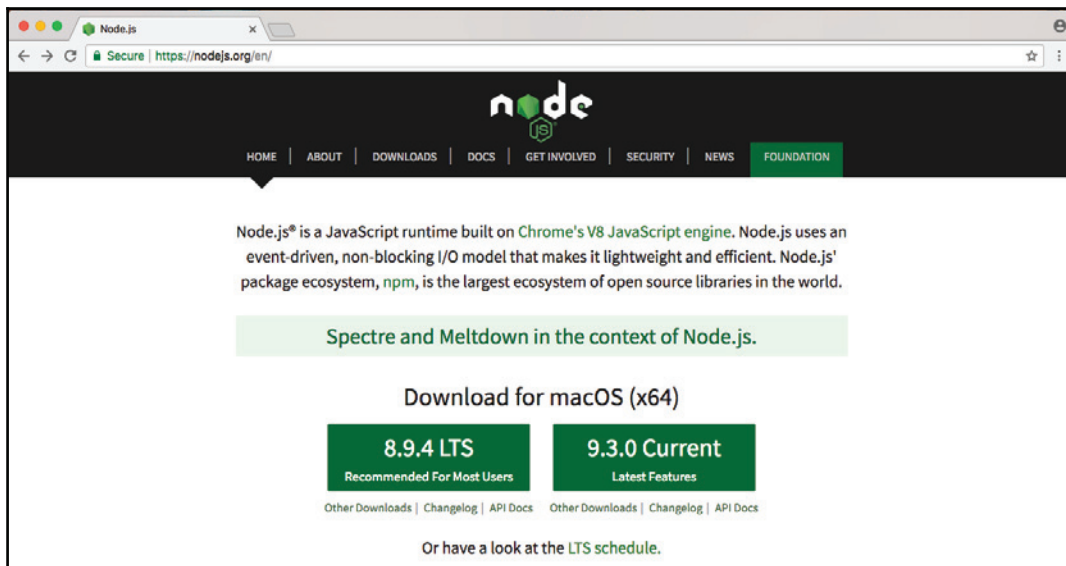 Node.js
Secure | https://nodejs.org/en/
node
JS
HOME | ABOUT | DOWNLOADS | DOCS | GET INVOLVED | SECURITY | NEWS FOUNDATION
Node.js® is a JavaScript runtime built on Chrome's V8 JavaScript engine. Node.js uses an
event-driven, non-blocking I/O model that makes it lightweight and efficient. Node.js'
package ecosystem, npm, is the largest ecosystem of open source libraries in the world.
Spectre and Meltdown in the context of Node.js.
Download for macOS (x64)
8.9.4 LTS
Recommended For Most Users
Other Downloads | Changelog | API Docs
9.3.0 Current
Latest Features
Other Downloads | Changelog | API Docs
Or have a look at the LTS schedule.